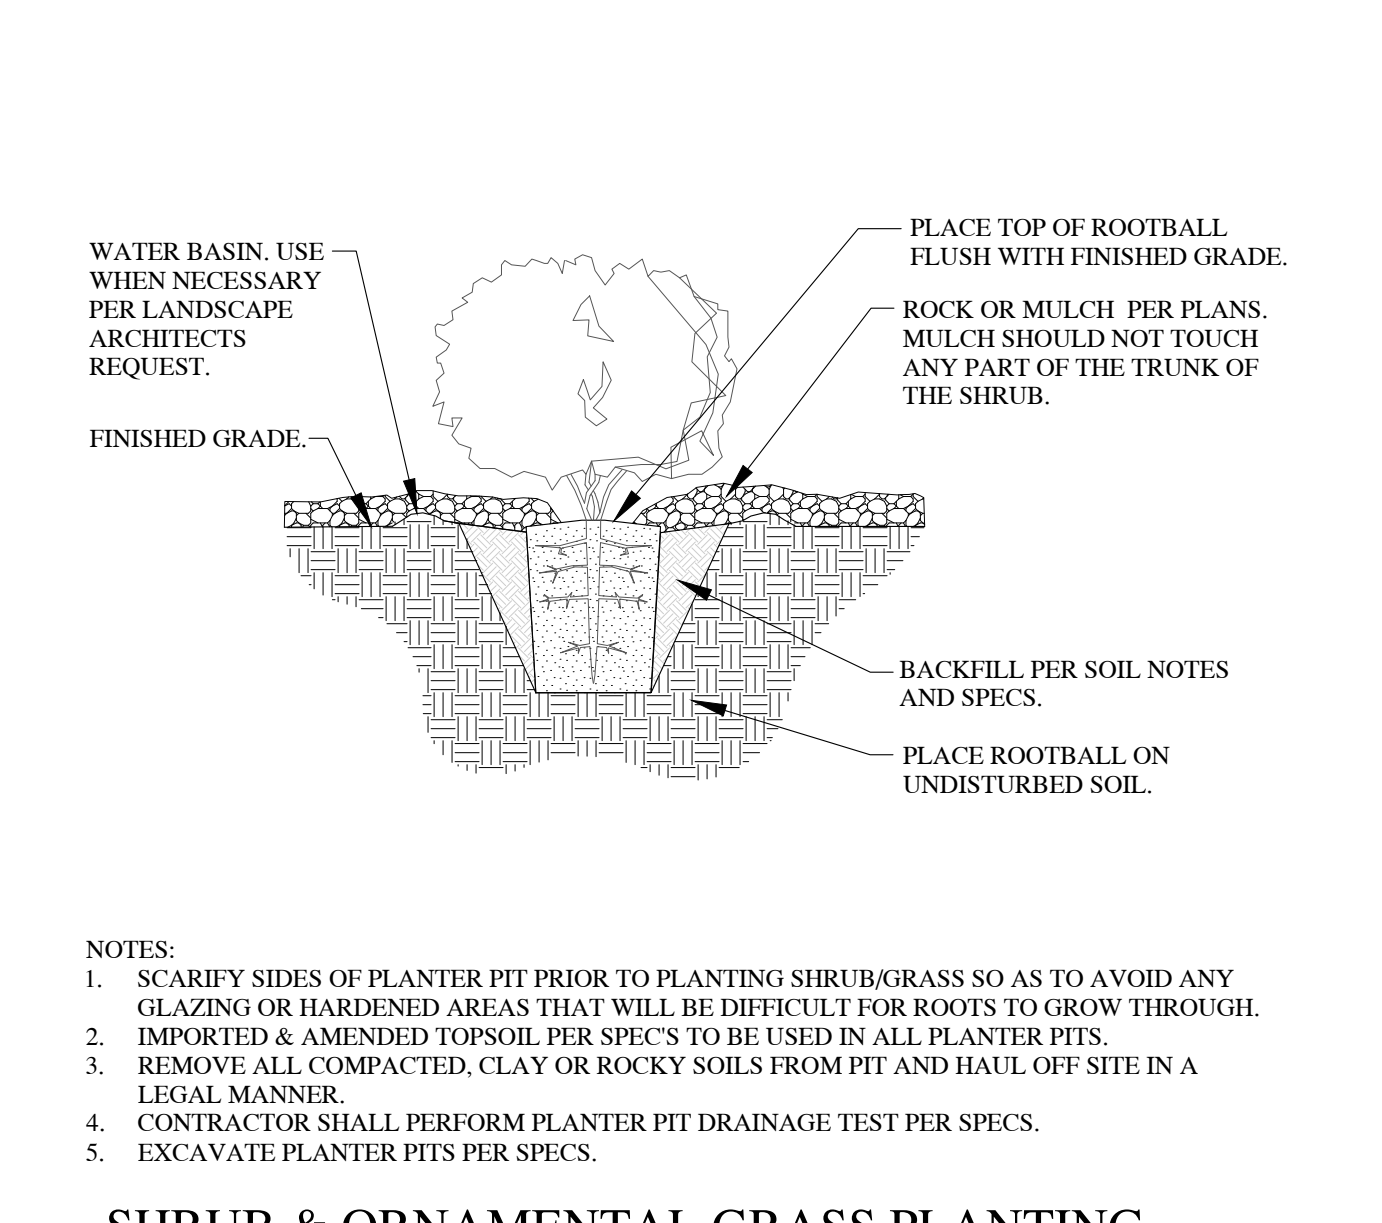 WATER BASIN. USE
WHEN NECESSARY
PER LANDSCAPE
ARCHITECTS
REQUEST.
FINISHED GRADE.
PLACE TOP OF ROOTBALL
FLUSH WITH FINISHED GRADE.
ROCK OR MULCH  PER PLANS.
MULCH SHOULD NOT TOUCH
ANY PART OF THE TRUNK OF
THE SHRUB.
BACKFILL PER SOIL NOTES
AND SPECS.
PLACE ROOTBALL ON
UNDISTURBED SOIL.
NOTES:
1. SCARIFY SIDES OF PLANTER PIT PRIOR TO PLANTING SHRUB/GRASS SO AS TO AVOID ANY
GLAZING OR HARDENED AREAS THAT WILL BE DIFFICULT FOR ROOTS TO GROW THROUGH.
2. IMPORTED & AMENDED TOPSOIL PER SPEC'S TO BE USED IN ALL PLANTER PITS.
3. REMOVE ALL COMPACTED, CLAY OR ROCKY SOILS FROM PIT AND HAUL OFF SITE IN A
LEGAL MANNER.
4. CONTRACTOR SHALL PERFORM PLANTER PIT DRAINAGE TEST PER SPECS.
5. EXCAVATE PLANTER PITS PER SPECS.
SHRUB & ORNAMENTAL GRASS PLANTING